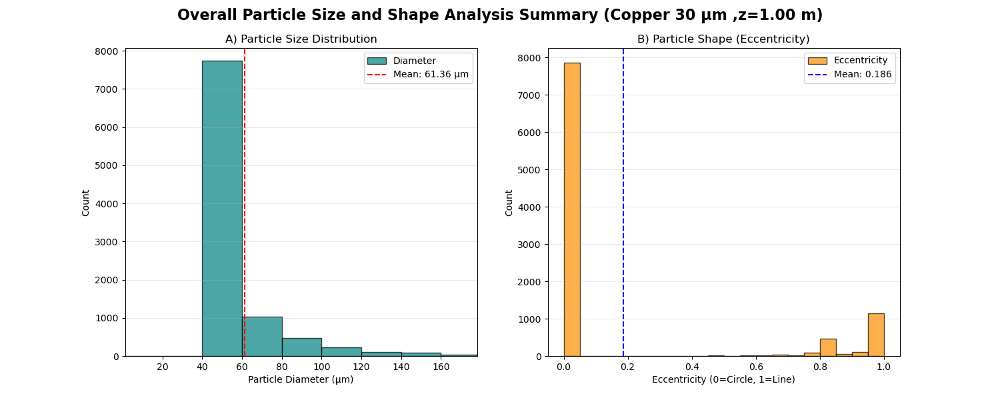 Overall Particle Size and Shape Analysis Summary (Copper 30 µm ,z=1.00 m)
A) Particle Size Distribution
Diameter
Mean: 61.36 µm
8000
7000
6000
5000
4000
3000
2000
1000
0
Count
20 40 60 80 100 120 140 160
Particle Diameter (µm)
B) Particle Shape (Eccentricity)
Eccentricity
Mean: 0.186
8000
7000
6000
5000
4000
3000
2000
1000
0
Count
0.0 0.2 0.4 0.6 0.8 1.0
Eccentricity (0=Circle, 1=Line)